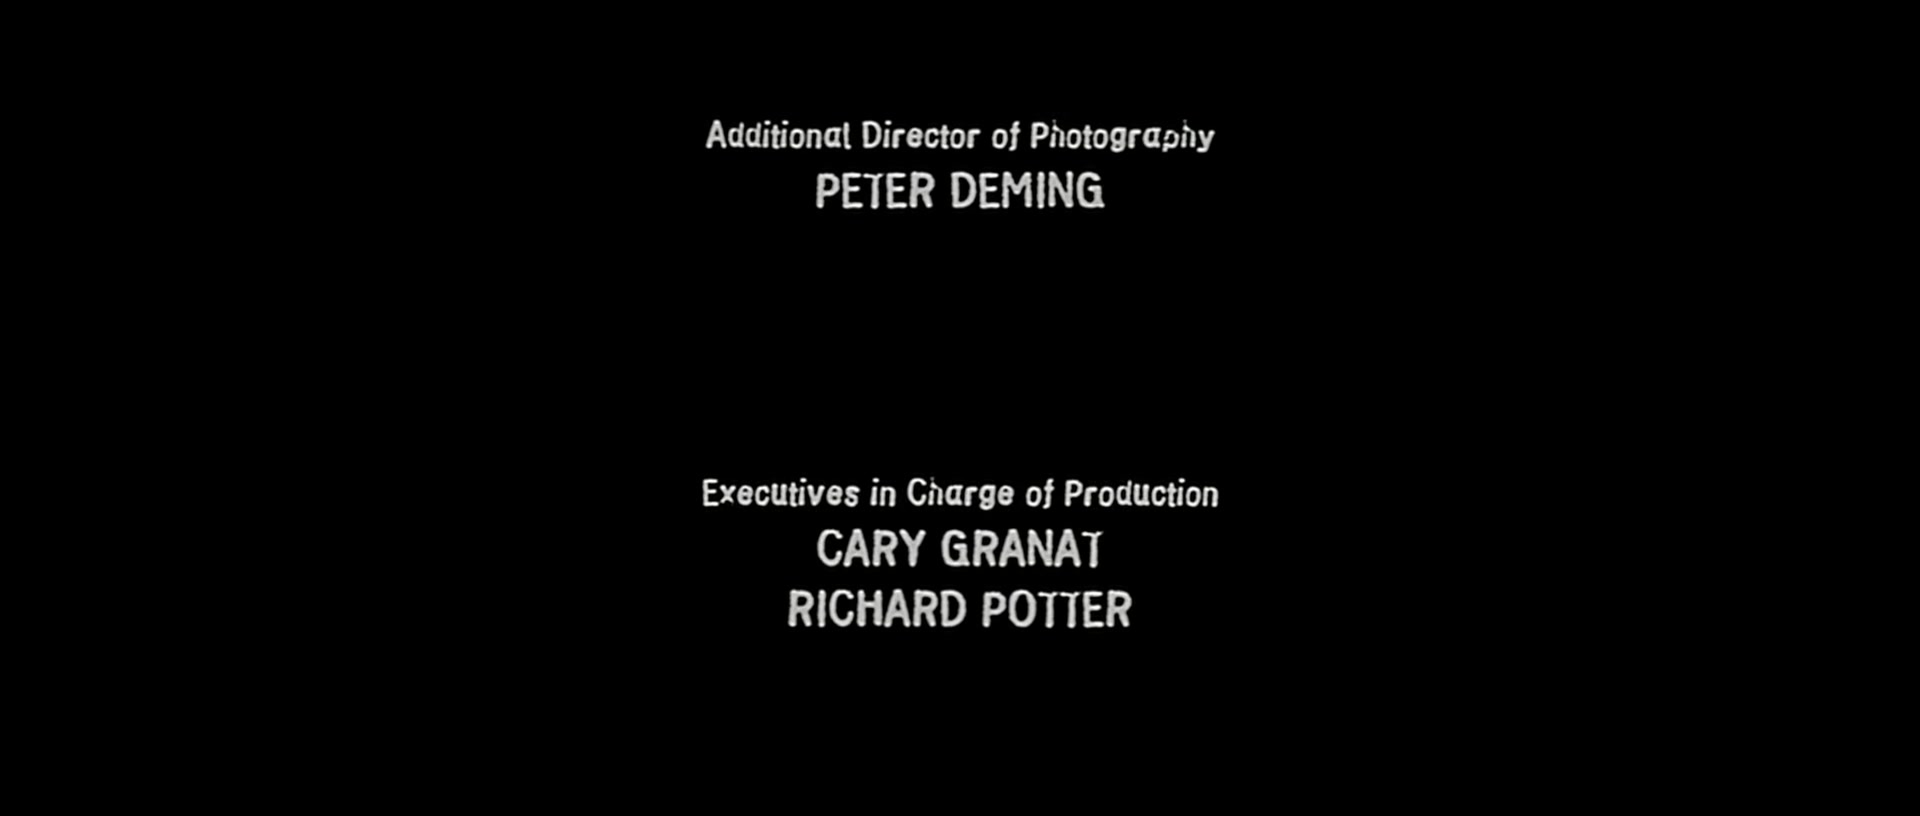 Additional Director of Photography
PETER DEMING
Executives in Charge of Production
CARY GRANAT
RICHARD POTTER